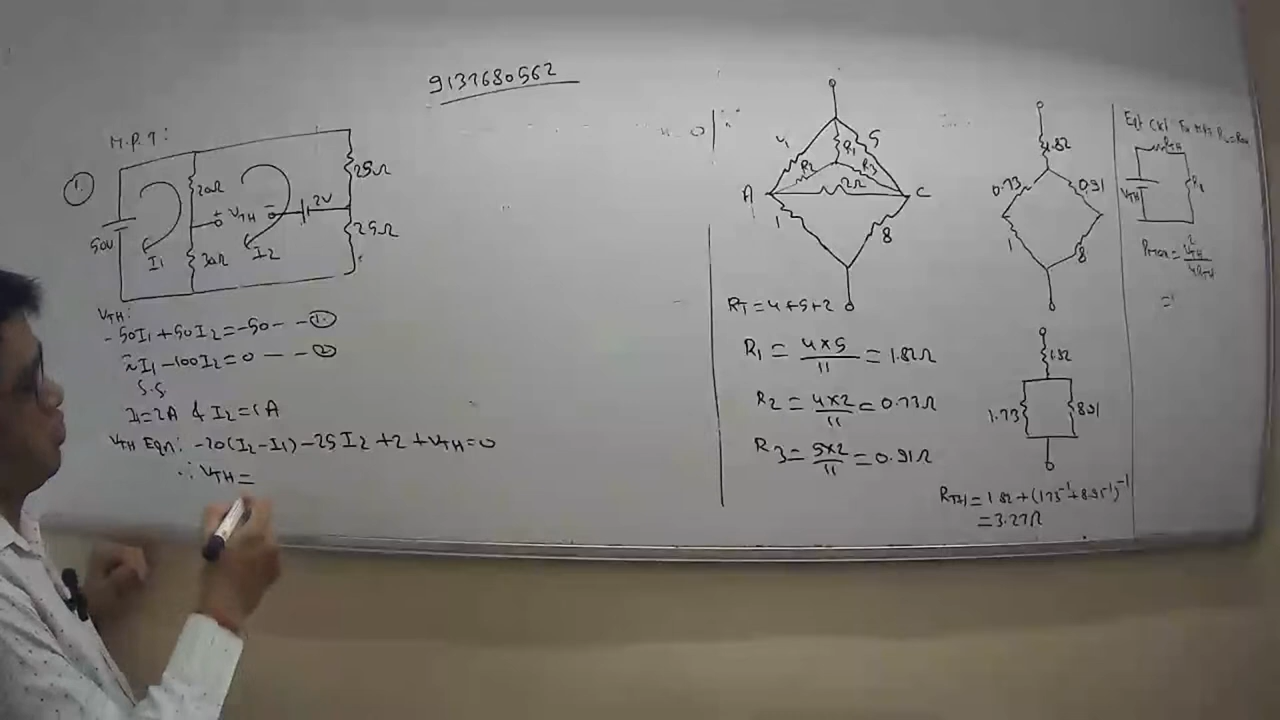 9137680562
M.P.T:
①
20Ω
30Ω
+ VTH -
2V
25Ω
25Ω
50V
I1
I2
VTH:
-50I1+50I2=-50--①
I1-100I2=0--②
I1=2A & I2=1A
VTH Eqn: -20(I2-I1)-25I2+2+VTH=0
∴VTH=
4
5
R1
R2
R3
2Ω
A
C
1
8
RT=4+5+2
R1=4×5/11=1.82Ω
R2=4×2/11=0.73Ω
R3=5×2/11=0.91Ω
1.82
0.73
0.91
1
8
1.82
1.73
8.91
RTH=1.82+(1.73⁻¹+8.91⁻¹)⁻¹
=3.27Ω
RTH
VTH
RL
PMax=VTH²/4RTH
=